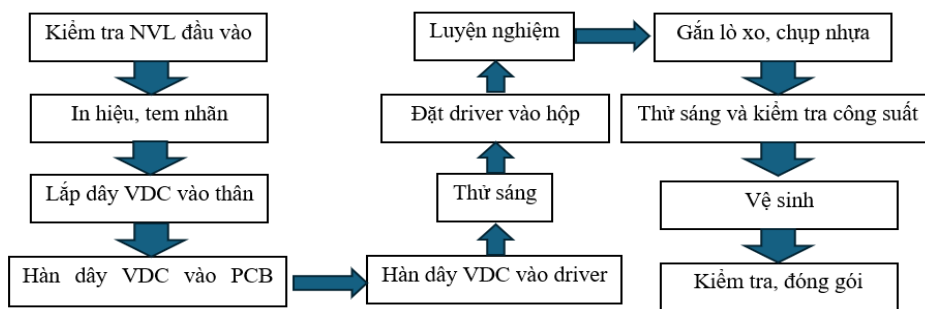 Kiểm tra NVL đầu vào
In hiệu, tem nhãn
Lắp dây VDC vào thân
Hàn dây VDC vào PCB
Hàn dây VDC vào driver
Thử sáng
Đặt driver vào hộp
Luyện nghiệm
Gắn lò xo, chụp nhựa
Thử sáng và kiểm tra công suất
Vệ sinh
Kiểm tra, đóng gói